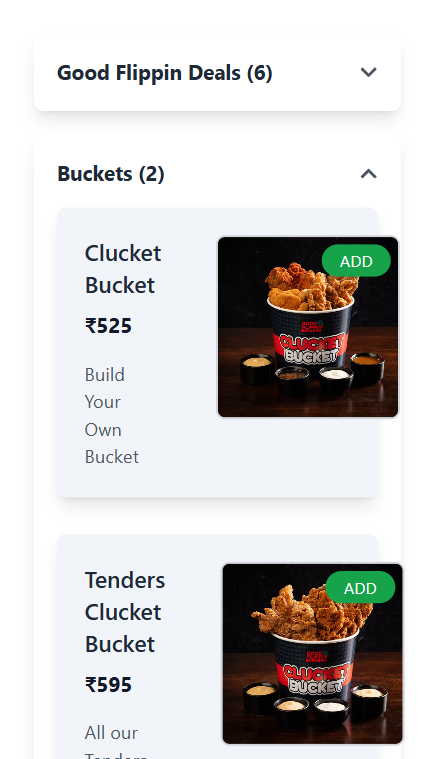 Good Flippin Deals (6)
Buckets (2)
Clucket
Bucket
₹525
Build
Your
Own
Bucket
ADD
CLUCKET
BUCKET
Tenders
Clucket
Bucket
₹595
All our
Tenders
ADD
CLUCKET
BUCKET